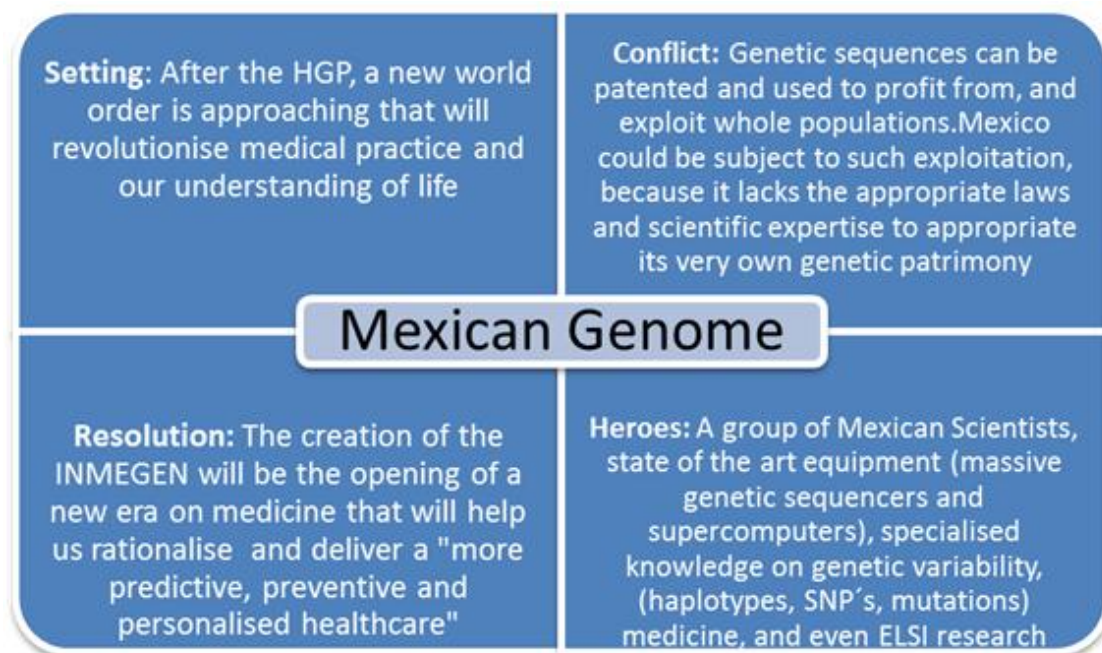 Setting: After the HGP, a new world
order is approaching that will
revolutionise medical practice and
our understanding of life
Conflict: Genetic sequences can be
patented and used to profit from, and
exploit whole populations.Mexico
could be subject to such exploitation,
because it lacks the appropriate laws
and scientific expertise to appropriate
its very own genetic patrimony
Mexican Genome
Resolution: The creation of the
INMEGEN will be the opening of a
new era on medicine that will help
us rationalise and deliver a "more
predictive, preventive and
personalised healthcare"
Heroes: A group of Mexican Scientists,
state of the art equipment (massive
genetic sequencers and
supercomputers), specialised
knowledge on genetic variability,
(haplotypes, SNP´s, mutations)
medicine, and even ELSI research